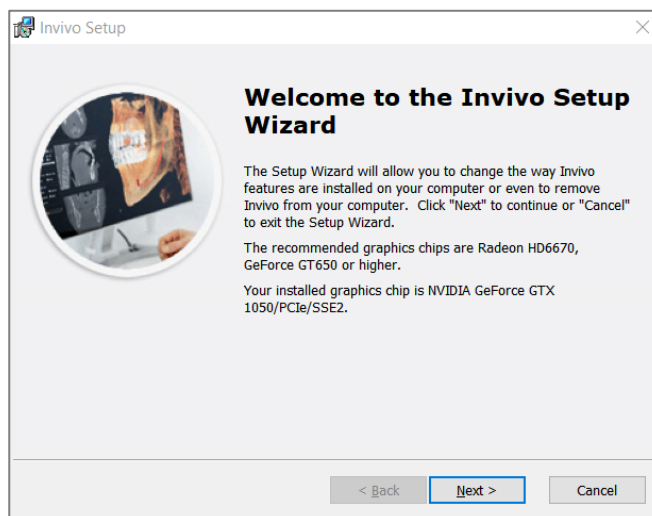 Invivo Setup
Welcome to the Invivo Setup
Wizard
The Setup Wizard will allow you to change the way Invivo
features are installed on your computer or even to remove
Invivo from your computer. Click "Next" to continue or "Cancel"
to exit the Setup Wizard.
The recommended graphics chips are Radeon HD6670,
GeForce GT650 or higher.
Your installed graphics chip is NVIDIA GeForce GTX
1050/PCIe/SSE2.
< Back
Next >
Cancel